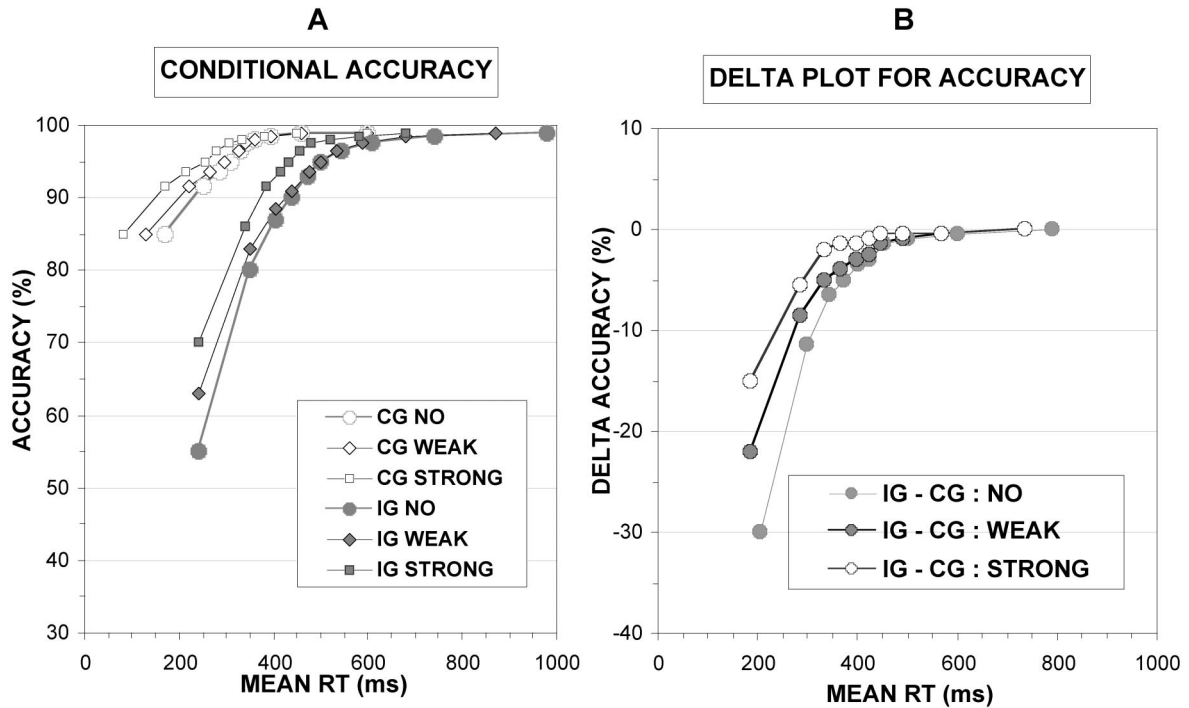 A
CONDITIONAL ACCURACY
100
90
80
70
60
50
40
30
ACCURACY (%)
0
200
400
600
800
1000
MEAN RT (ms)
CG NO
CG WEAK
CG STRONG
IG NO
IG WEAK
IG STRONG
B
DELTA PLOT FOR ACCURACY
10
0
-10
-20
-30
-40
DELTA ACCURACY (%)
0
200
400
600
800
1000
MEAN RT (ms)
IG - CG : NO
IG - CG : WEAK
IG - CG : STRONG